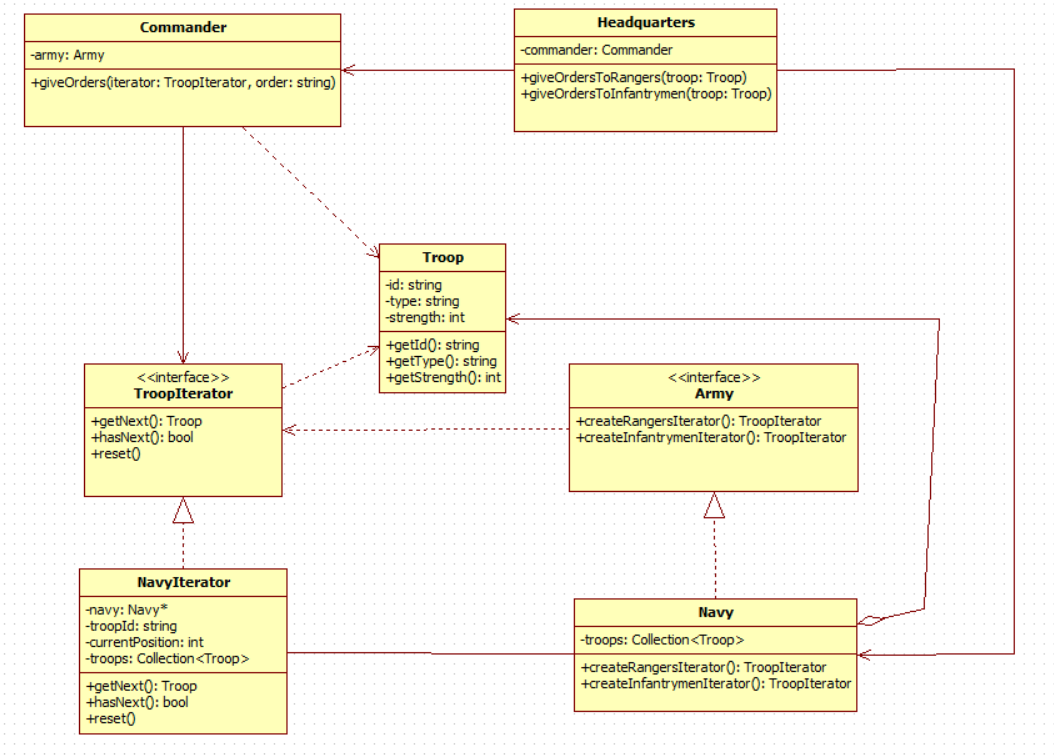 Commander
-army: Army
+giveOrders(iterator: TroopIterator, order: string)
Headquarters
-commander: Commander
+giveOrdersToRangers(troop: Troop)
+giveOrdersToInfantrymen(troop: Troop)
Troop
-id: string
-type: string
-strength: int
+getId(): string
+getType(): string
+getStrength(): int
<<interface>>
TroopIterator
+getNext(): Troop
+hasNext(): bool
+reset()
<<interface>>
Army
+createRangersIterator(): TroopIterator
+createInfantrymenIterator(): TroopIterator
NavyIterator
-navy: Navy*
-troopId: string
-currentPosition: int
-troops: Collection<Troop>
+getNext(): Troop
+hasNext(): bool
+reset()
Navy
-troops: Collection<Troop>
+createRangersIterator(): TroopIterator
+createInfantrymenIterator(): TroopIterator